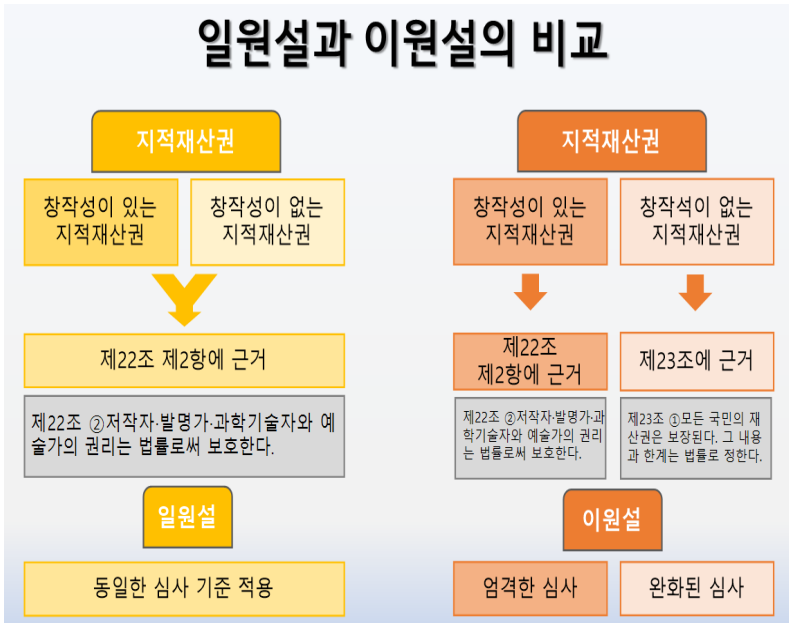 일원설과 이원설의 비교
지적재산권
창작성이 있는
지적재산권
창작성이 없는
지적재산권
제22조 제2항에 근거
제22조 ②저작자·발명가·과학기술자와 예
술가의 권리는 법률로써 보호한다.
일원설
동일한 심사 기준 적용
지적재산권
창작성이 있는
지적재산권
창작석이 없는
지적재산권
제22조
제2항에 근거
제23조에 근거
제22조 ②저작자·발명가·과
학기술자와 예술가의 권리
는 법률로써 보호한다.
제23조 ①모든 국민의 재
산권은 보장된다. 그 내용
과 한계는 법률로 정한다.
이원설
엄격한 심사
완화된 심사